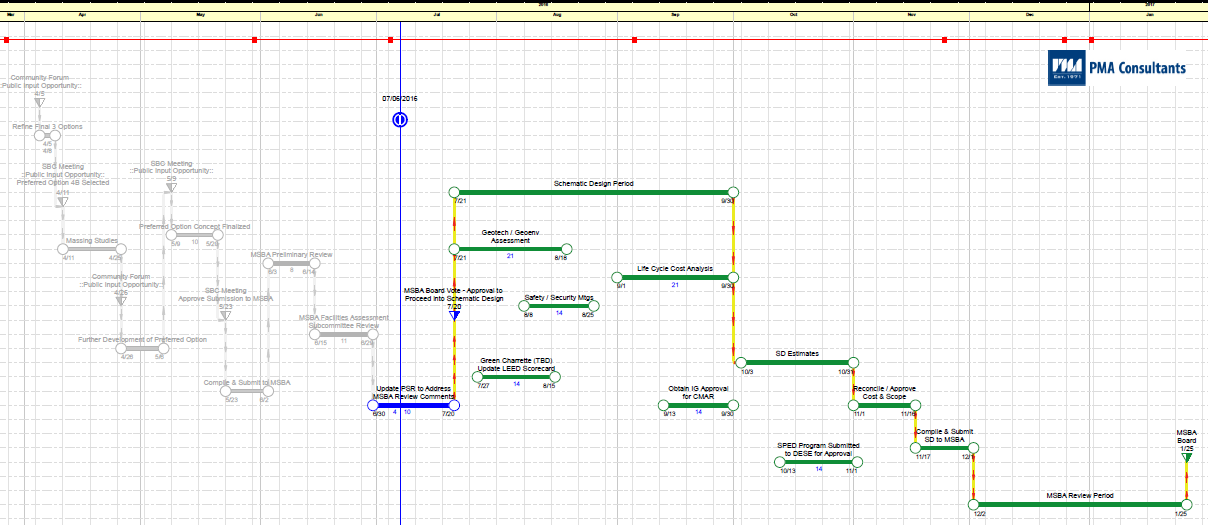 2016
2017
Mar
Apr
May
Jun
Jul
Aug
Sep
Oct
Nov
Dec
Jan
PMA
Est. 1971
PMA Consultants
Community Forum
::Public Input Opportunity::
4/5
07/06/2016
Refine Final 3 Options
4/5
4/8
SBC Meeting
::Public Input Opportunity::
Preferred Option 4B Selected
4/11
SBC Meeting
::Public Input Opportunity::
5/9
Schematic Design Period
7/21
9/30
Preferred Option Concept Finalized
5/9
10
5/20
Massing Studies
4/11
4/26
Geotech / Geoenv
Assessment
7/21
21
8/18
MSBA Preliminary Review
6/3
8
6/14
Life Cycle Cost Analysis
9/1
21
9/30
Community Forum
::Public Input Opportunity::
4/26
SBC Meeting
Approve Submission to MSBA
5/23
MSBA Board Vote - Approval to
Proceed into Schematic Design
7/20
Safety / Security Mtgs
8/8
14
8/25
MSBA Facilities Assessment
Subcommittee Review
6/15
11
6/29
Further Development of Preferred Option
4/26
5/6
SD Estimates
10/3
10/31
Green Charrette (TBD)
Update LEED Scorecard
7/27
14
8/15
Compile & Submit to MSBA
5/23
6/2
Update PSR to Address
MSBA Review Comments
6/30
4
10
7/20
Obtain IG Approval
for CMAR
9/13
14
9/30
Reconcile / Approve
Cost & Scope
11/1
11/16
Compile & Submit
SD to MSBA
11/17
12/1
SPED Program Submitted
to DESE for Approval
10/13
14
11/1
MSBA
Board
1/25
MSBA Review Period
12/2
1/25